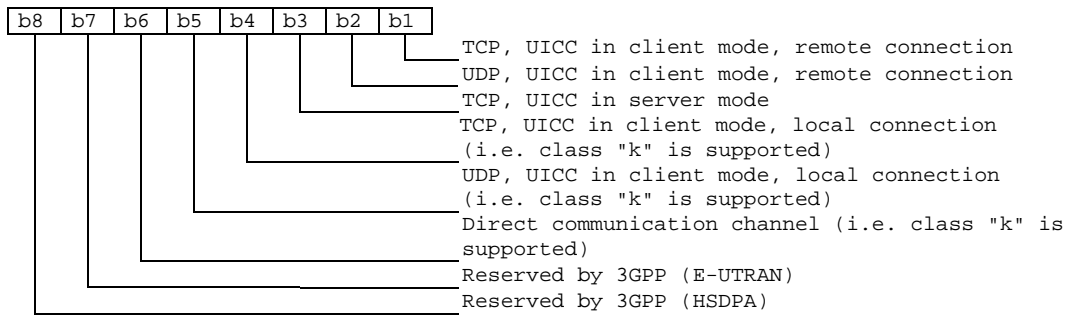 b8 b7 b6 b5 b4 b3 b2 b1
TCP, UICC in client mode, remote connection
UDP, UICC in client mode, remote connection
TCP, UICC in server mode
TCP, UICC in client mode, local connection
(i.e. class "k" is supported)
UDP, UICC in client mode, local connection
(i.e. class "k" is supported)
Direct communication channel (i.e. class "k" is
supported)
Reserved by 3GPP (E-UTRAN)
Reserved by 3GPP (HSDPA)